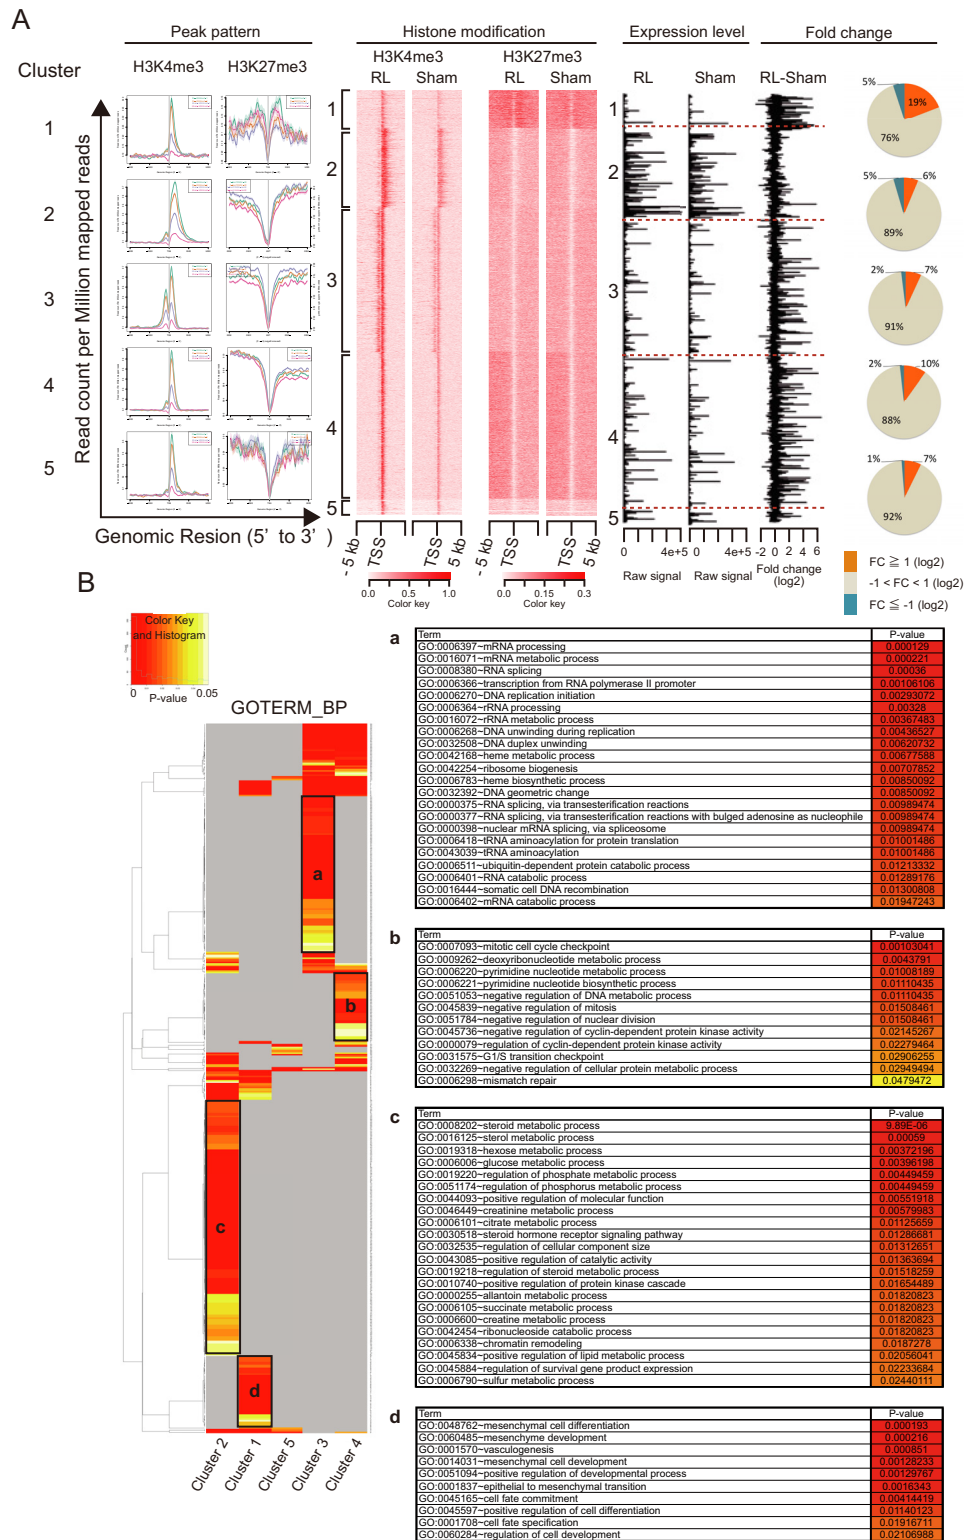 A
Peak pattern
Histone modification
Expression level
Fold change
Cluster
H3K4me3
H3K27me3
H3K4me3
H3K27me3
RL
Sham
RL
Sham
RL
Sham
RL-Sham
1
2
3
4
5
Read count per Million mapped reads
Genomic Resion (5' to 3' )
1
2
3
4
5
- 5 kb
TSS
TSS
5 kb
- 5 kb
TSS
TSS
5 kb
0.0
0.5
1.0
Color key
0.0
0.15
0.3
Color key
1
2
3
4
5
0
4e+5
Raw signal
0
4e+5
Raw signal
-2 0 2 4 6
Fold change
(log2)
5%
19%
76%
5%
6%
89%
2%
7%
91%
2%
10%
88%
1%
7%
92%
FC ≧ 1 (log2)
-1 < FC < 1 (log2)
FC ≦ -1 (log2)
B
Color Key
and Histogram
0
0.05
P-value
GOTERM_BP
a
b
c
d
Cluster 2
Cluster 1
Cluster 5
Cluster 3
Cluster 4
a
Term P-value
GO:0006397~mRNA processing 0.000129
GO:0016071~mRNA metabolic process 0.000221
GO:0008380~RNA splicing 0.00036
GO:0006366~transcription from RNA polymerase II promoter 0.00106106
GO:0006270~DNA replication initiation 0.00293072
GO:0006364~rRNA processing 0.00328
GO:0016072~rRNA metabolic process 0.00367483
GO:0006268~DNA unwinding during replication 0.00436527
GO:0032508~DNA duplex unwinding 0.00620732
GO:0042168~heme metabolic process 0.00677588
GO:0042254~ribosome biogenesis 0.00707852
GO:0006783~heme biosynthetic process 0.00850092
GO:0032392~DNA geometric change 0.00850092
GO:0000375~RNA splicing, via transesterification reactions 0.00989474
GO:0000377~RNA splicing, via transesterification reactions with bulged adenosine as nucleophile 0.00989474
GO:0000398~nuclear mRNA splicing, via spliceosome 0.00989474
GO:0006418~tRNA aminoacylation for protein translation 0.01001486
GO:0043039~tRNA aminoacylation 0.01001486
GO:0006511~ubiquitin-dependent protein catabolic process 0.01213332
GO:0006401~RNA catabolic process 0.01289176
GO:0016444~somatic cell DNA recombination 0.01300808
GO:0006402~mRNA catabolic process 0.01947243
b
Term P-value
GO:0007093~mitotic cell cycle checkpoint 0.00103041
GO:0009262~deoxyribonucleotide metabolic process 0.0043791
GO:0006220~pyrimidine nucleotide metabolic process 0.01008189
GO:0006221~pyrimidine nucleotide biosynthetic process 0.01110435
GO:0051053~negative regulation of DNA metabolic process 0.01110435
GO:0045839~negative regulation of mitosis 0.01508461
GO:0051784~negative regulation of nuclear division 0.01508461
GO:0045736~negative regulation of cyclin-dependent protein kinase activity 0.02145267
GO:0000079~regulation of cyclin-dependent protein kinase activity 0.02279464
GO:0031575~G1/S transition checkpoint 0.02906255
GO:0032269~negative regulation of cellular protein metabolic process 0.02949494
GO:0006298~mismatch repair 0.0479472
c
Term P-value
GO:0008202~steroid metabolic process 9.89E-06
GO:0016125~sterol metabolic process 0.00059
GO:0019318~hexose metabolic process 0.00372196
GO:0006006~glucose metabolic process 0.00396198
GO:0019220~regulation of phosphate metabolic process 0.00449459
GO:0051174~regulation of phosphorus metabolic process 0.00449459
GO:0044093~positive regulation of molecular function 0.00551918
GO:0046449~creatinine metabolic process 0.00579983
GO:0006101~citrate metabolic process 0.01125659
GO:0030518~steroid hormone receptor signaling pathway 0.01286681
GO:0032535~regulation of cellular component size 0.01312651
GO:0043085~positive regulation of catalytic activity 0.01363694
GO:0019218~regulation of steroid metabolic process 0.01518259
GO:0010740~positive regulation of protein kinase cascade 0.01654489
GO:0000255~allantoin metabolic process 0.01820823
GO:0006105~succinate metabolic process 0.01820823
GO:0006600~creatine metabolic process 0.01820823
GO:0042454~ribonucleoside catabolic process 0.01820823
GO:0006338~chromatin remodeling 0.0187278
GO:0045834~positive regulation of lipid metabolic process 0.02056041
GO:0045884~regulation of survival gene product expression 0.02233684
GO:0006790~sulfur metabolic process 0.02440111
d
Term P-value
GO:0048762~mesenchymal cell differentiation 0.000193
GO:0060485~mesenchyme development 0.000216
GO:0001570~vasculogenesis 0.000851
GO:0014031~mesenchymal cell development 0.00128233
GO:0051094~positive regulation of developmental process 0.00129767
GO:0001837~epithelial to mesenchymal transition 0.0016343
GO:0045165~cell fate commitment 0.00414419
GO:0045597~positive regulation of cell differentiation 0.01140123
GO:0001708~cell fate specification 0.01916711
GO:0060284~regulation of cell development 0.02106988